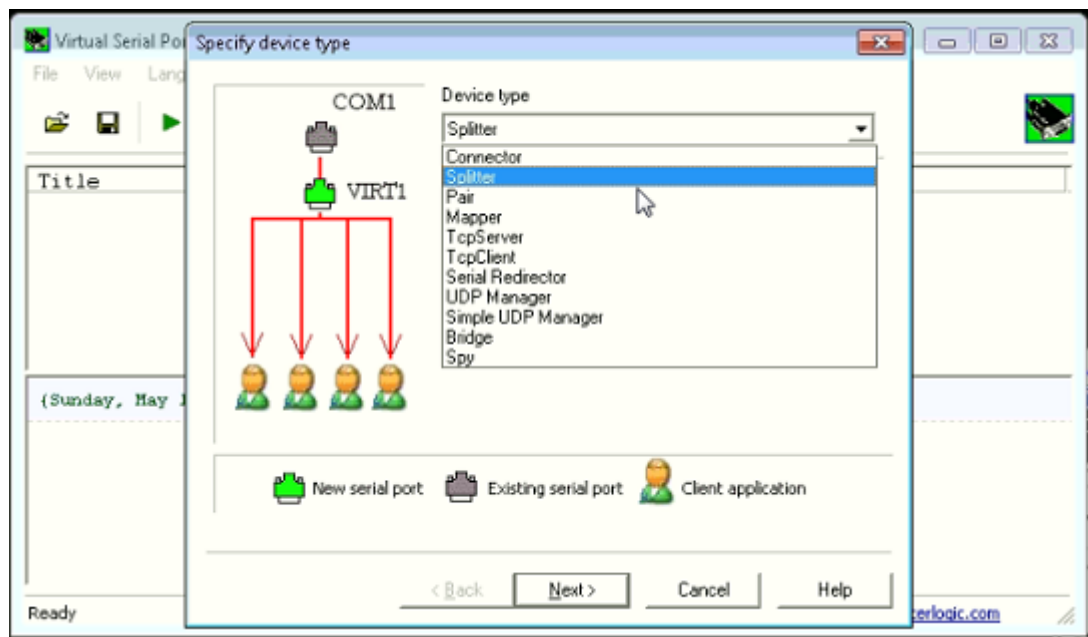 Virtual Serial Po
Specify device type
File View Lang
COM1
Device type
Splitter
Connector
Splitter
Pair
Mapper
TcpServer
TcpClient
Serial Redirector
UDP Manager
Simple UDP Manager
Bridge
Spy
VIRT1
Title
(Sunday, May
New serial port
Existing serial port
Client application
< Back
Next >
Cancel
Help
Ready
erlogic.com